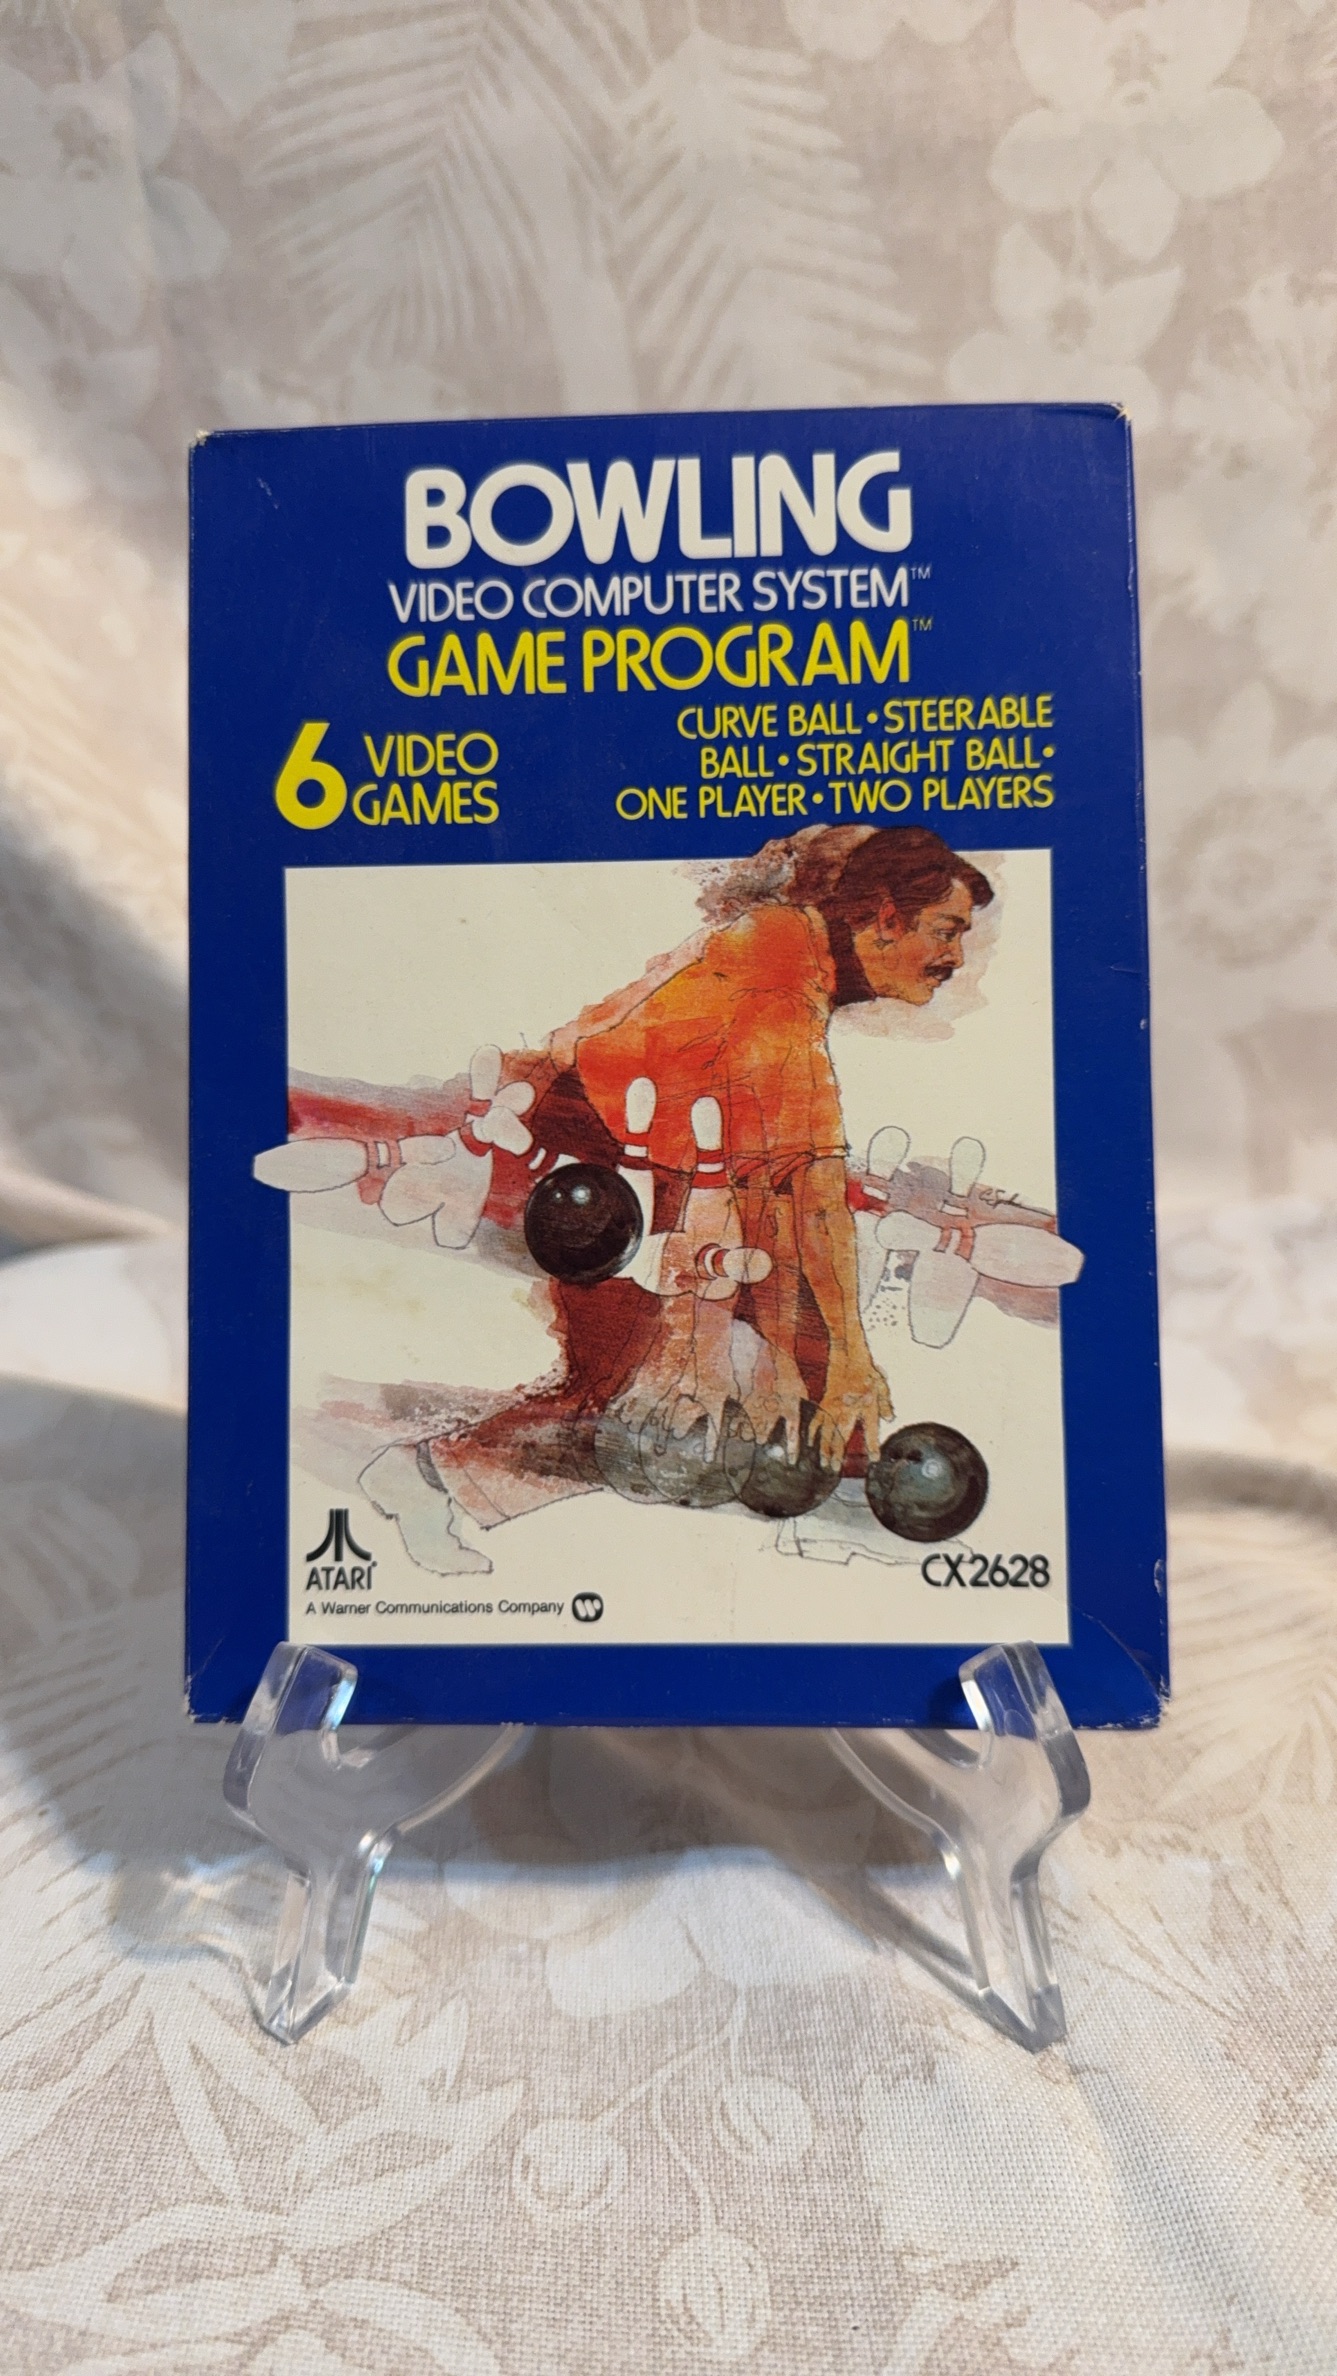 BOWLING
VIDEO COMPUTER SYSTEM™
GAME PROGRAM™
6 VIDEO GAMES
CURVE BALL • STEERABLE
BALL • STRAIGHT BALL •
ONE PLAYER • TWO PLAYERS
ATARI®
CX2628
A Warner Communications Company